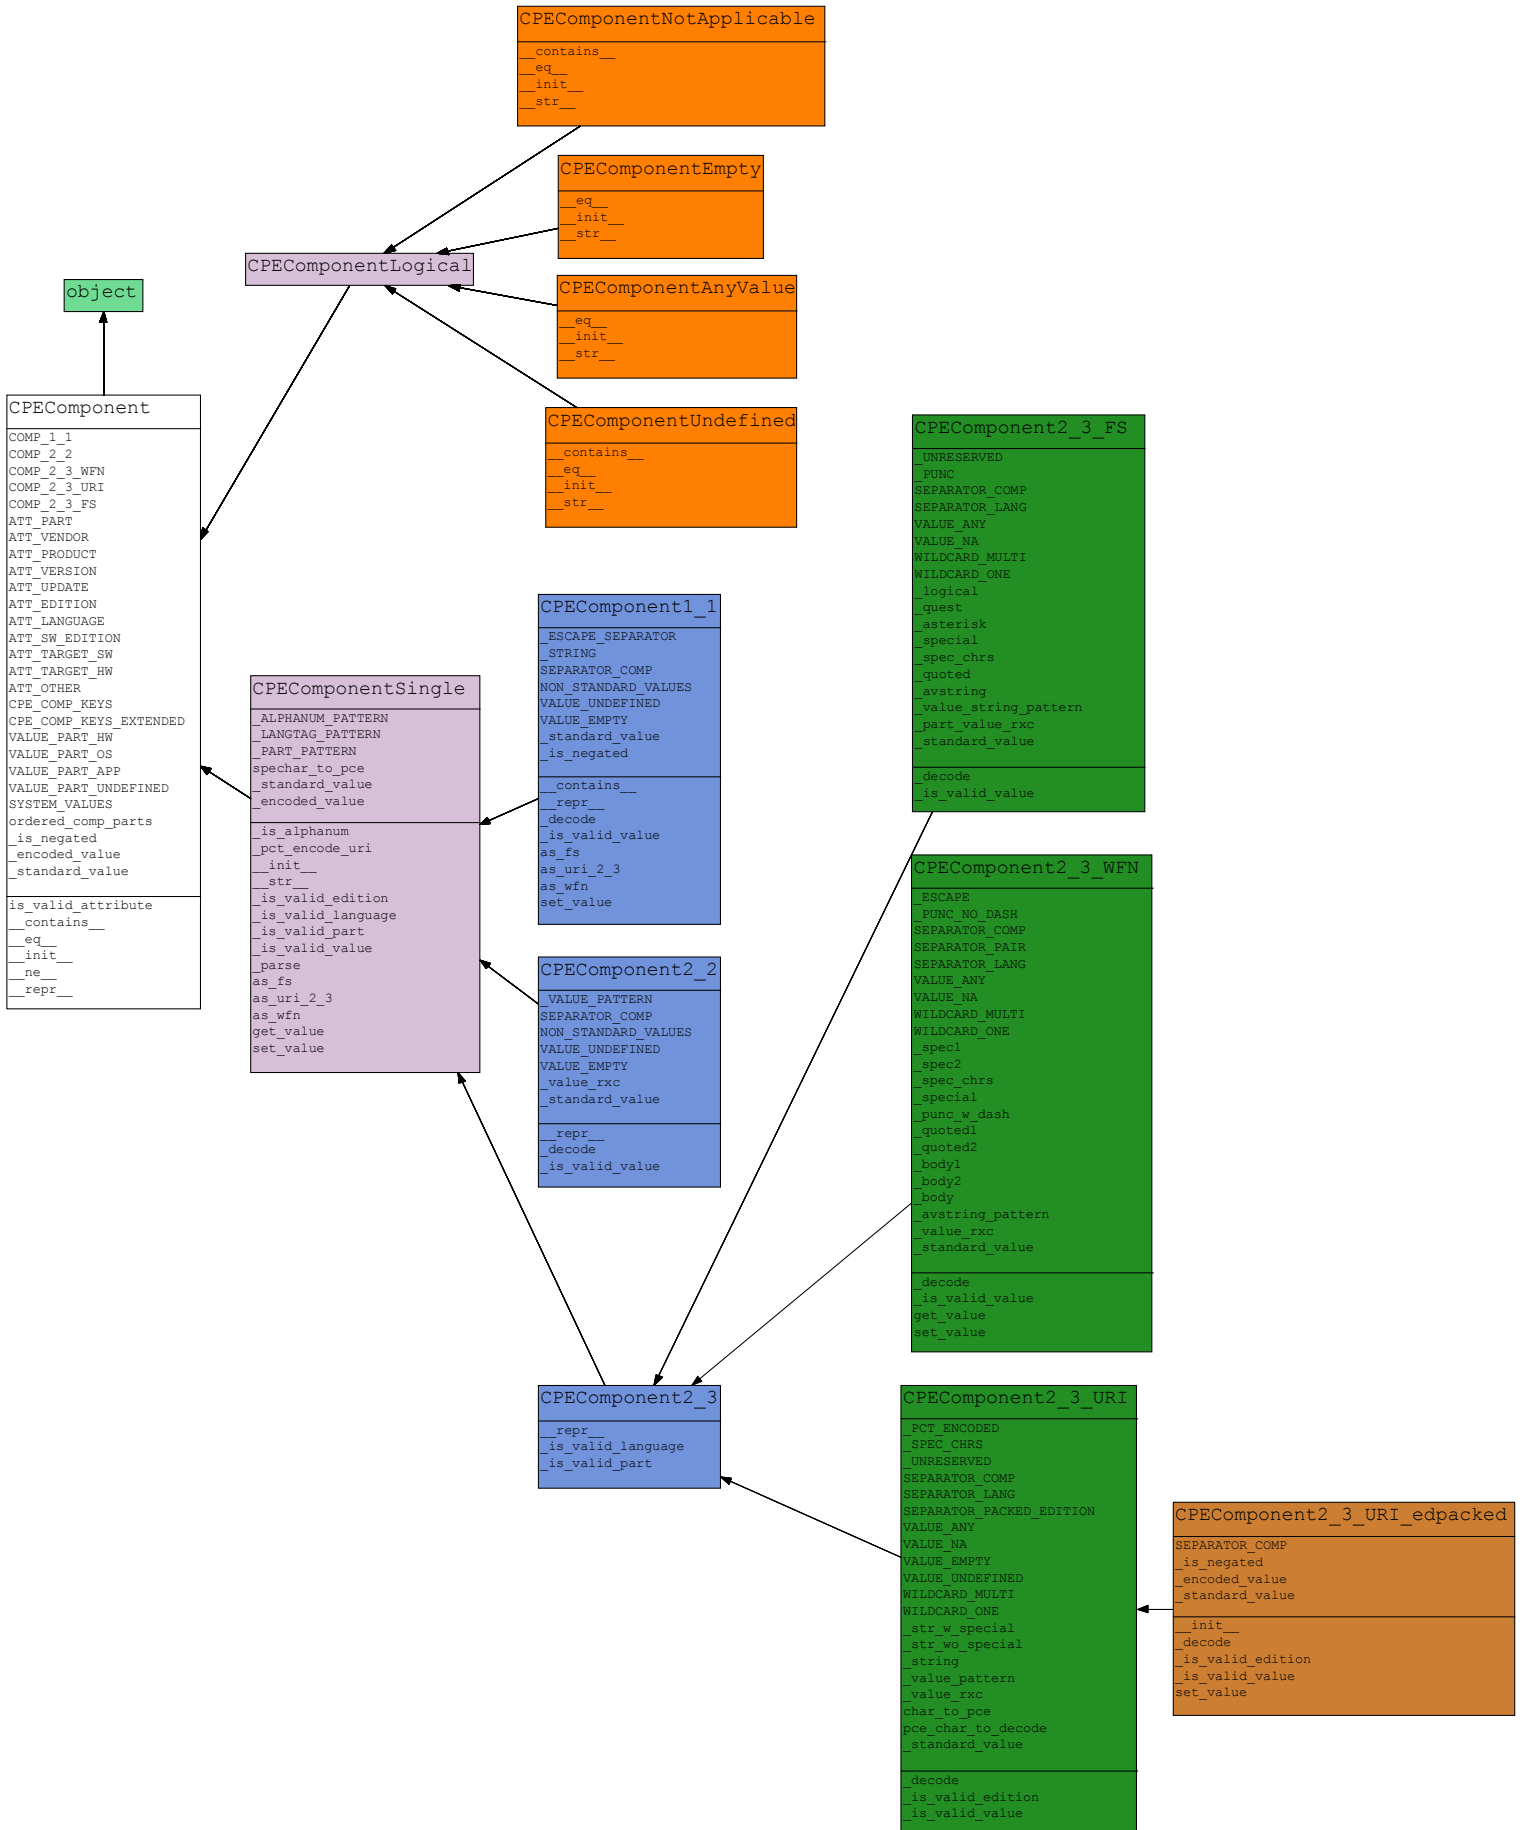 CPEComponentNotApplicable
__contains__
__eq__
__init__
__str__
CPEComponentEmpty
__eq__
__init__
__str__
CPEComponentLogical
object
CPEComponentAnyValue
__eq__
__init__
__str__
CPEComponentUndefined
__contains__
__eq__
__init__
__str__
CPEComponent
COMP_1_1
COMP_2_2
COMP_2_3_WFN
COMP_2_3_URI
COMP_2_3_FS
ATT_PART
ATT_VENDOR
ATT_PRODUCT
ATT_VERSION
ATT_UPDATE
ATT_EDITION
ATT_LANGUAGE
ATT_SW_EDITION
ATT_TARGET_SW
ATT_TARGET_HW
ATT_OTHER
CPE_COMP_KEYS
CPE_COMP_KEYS_EXTENDED
VALUE_PART_HW
VALUE_PART_OS
VALUE_PART_APP
VALUE_PART_UNDEFINED
SYSTEM_VALUES
ordered_comp_parts
_is_negated
_encoded_value
_standard_value
is_valid_attribute
__contains__
__eq__
__init__
__ne__
__repr__
CPEComponentSingle
_ALPHANUM_PATTERN
_LANGTAG_PATTERN
_PART_PATTERN
spechar_to_pce
_standard_value
_encoded_value
_is_alphanum
_pct_encode_uri
__init__
__str__
_is_valid_edition
_is_valid_language
_is_valid_part
_is_valid_value
_parse
as_fs
as_uri_2_3
as_wfn
get_value
set_value
CPEComponent1_1
_ESCAPE_SEPARATOR
_STRING
SEPARATOR_COMP
NON_STANDARD_VALUES
VALUE_UNDEFINED
VALUE_EMPTY
_standard_value
_is_negated
__contains__
__repr__
_decode
_is_valid_value
as_fs
as_uri_2_3
as_wfn
set_value
CPEComponent2_2
_VALUE_PATTERN
SEPARATOR_COMP
NON_STANDARD_VALUES
VALUE_UNDEFINED
VALUE_EMPTY
_value_rxc
_standard_value
__repr__
_decode
_is_valid_value
CPEComponent2_3
__repr__
_is_valid_language
_is_valid_part
CPEComponent2_3_FS
_UNRESERVED
_PUNC
SEPARATOR_COMP
SEPARATOR_LANG
VALUE_ANY
VALUE_NA
WILDCARD_MULTI
WILDCARD_ONE
_logical
_quest
_asterisk
_special
_spec_chrs
_quoted
_avstring
_value_string_pattern
_part_value_rxc
_standard_value
_decode
_is_valid_value
CPEComponent2_3_WFN
_ESCAPE
_PUNC_NO_DASH
SEPARATOR_COMP
SEPARATOR_PAIR
SEPARATOR_LANG
VALUE_ANY
VALUE_NA
WILDCARD_MULTI
WILDCARD_ONE
_spec1
_spec2
_spec_chrs
_special
_punc_w_dash
_quoted1
_quoted2
_body1
_body2
_body
_avstring_pattern
_value_rxc
_standard_value
_decode
_is_valid_value
get_value
set_value
CPEComponent2_3_URI
_PCT_ENCODED
_SPEC_CHRS
_UNRESERVED
SEPARATOR_COMP
SEPARATOR_LANG
SEPARATOR_PACKED_EDITION
VALUE_ANY
VALUE_NA
VALUE_EMPTY
VALUE_UNDEFINED
WILDCARD_MULTI
WILDCARD_ONE
_str_w_special
_str_wo_special
_string
_value_pattern
_value_rxc
char_to_pce
pce_char_to_decode
_standard_value
_decode
_is_valid_edition
_is_valid_value
CPEComponent2_3_URI_edpacked
SEPARATOR_COMP
_is_negated
_encoded_value
_standard_value
__init__
_decode
_is_valid_edition
_is_valid_value
set_value